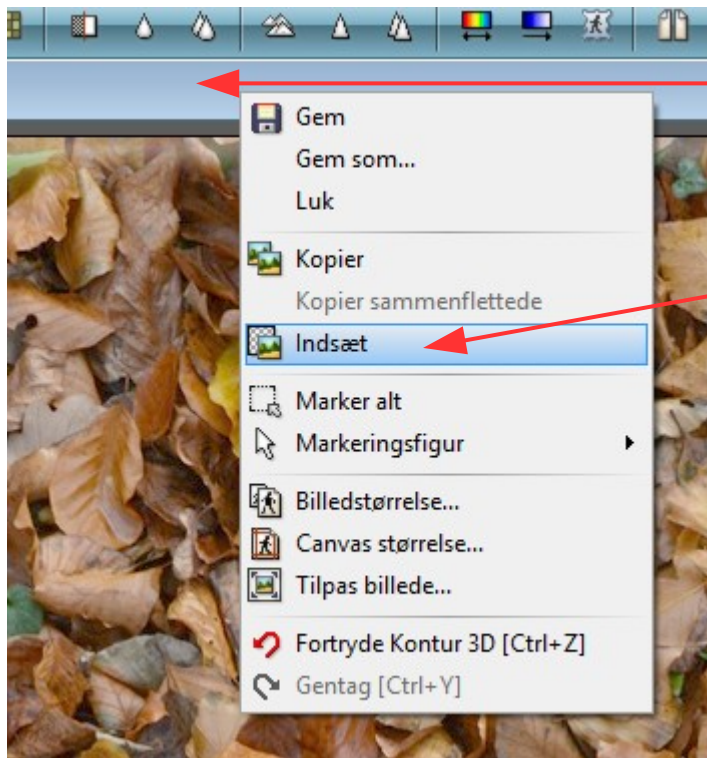 Gem
Gem som...
Luk
Kopier
Kopier sammenflettede
Indsæt
Marker alt
Markeringsfigur
Billedstørrelse...
Canvas størrelse...
Tilpas billede...
Fortryde Kontur 3D [Ctrl+Z]
Gentag [Ctrl+Y]